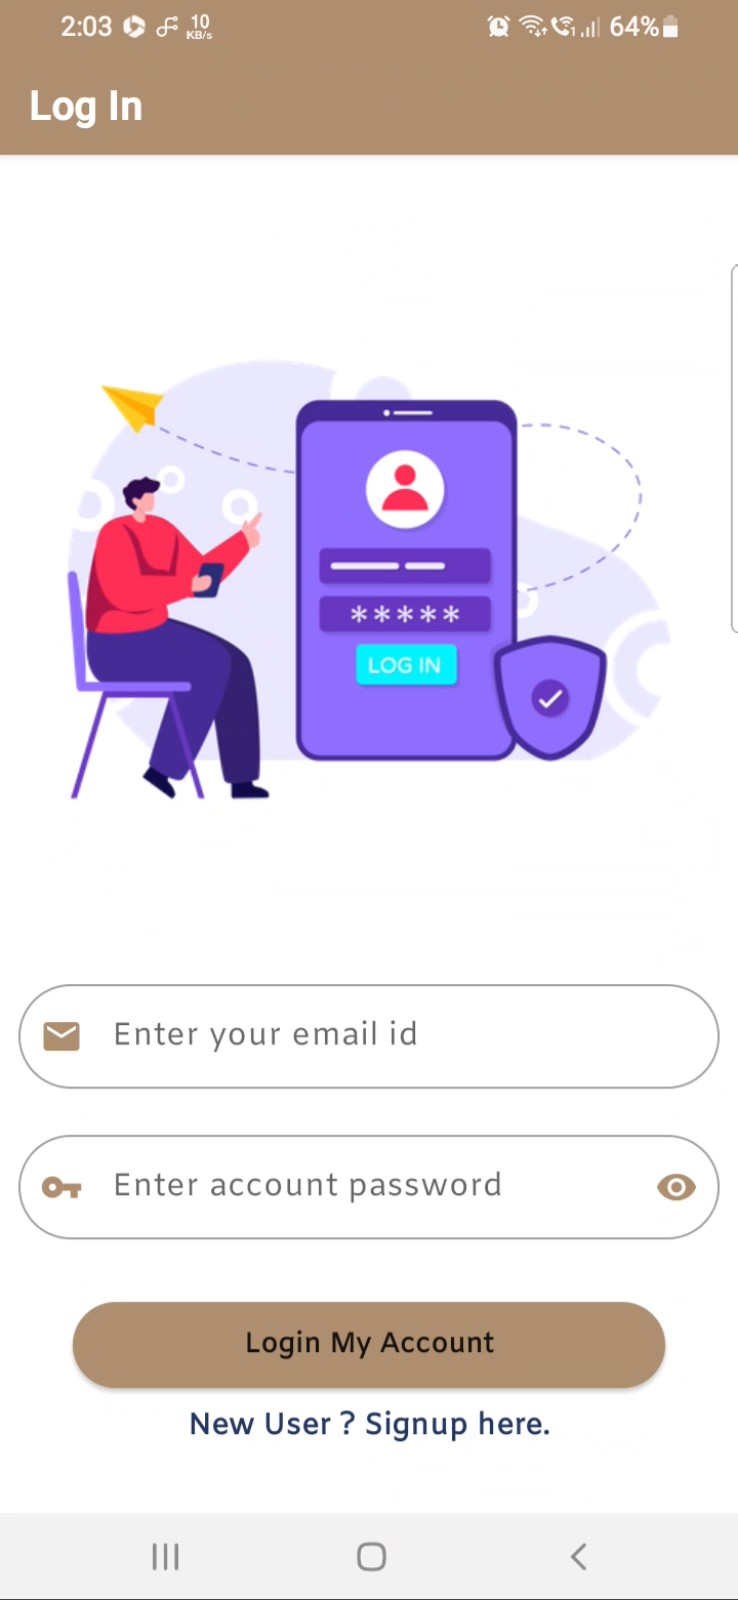 2:03 10 KB/s 64%
Log In
*****
LOG IN
Enter your email id
Enter account password
Login My Account
New User ? Signup here.